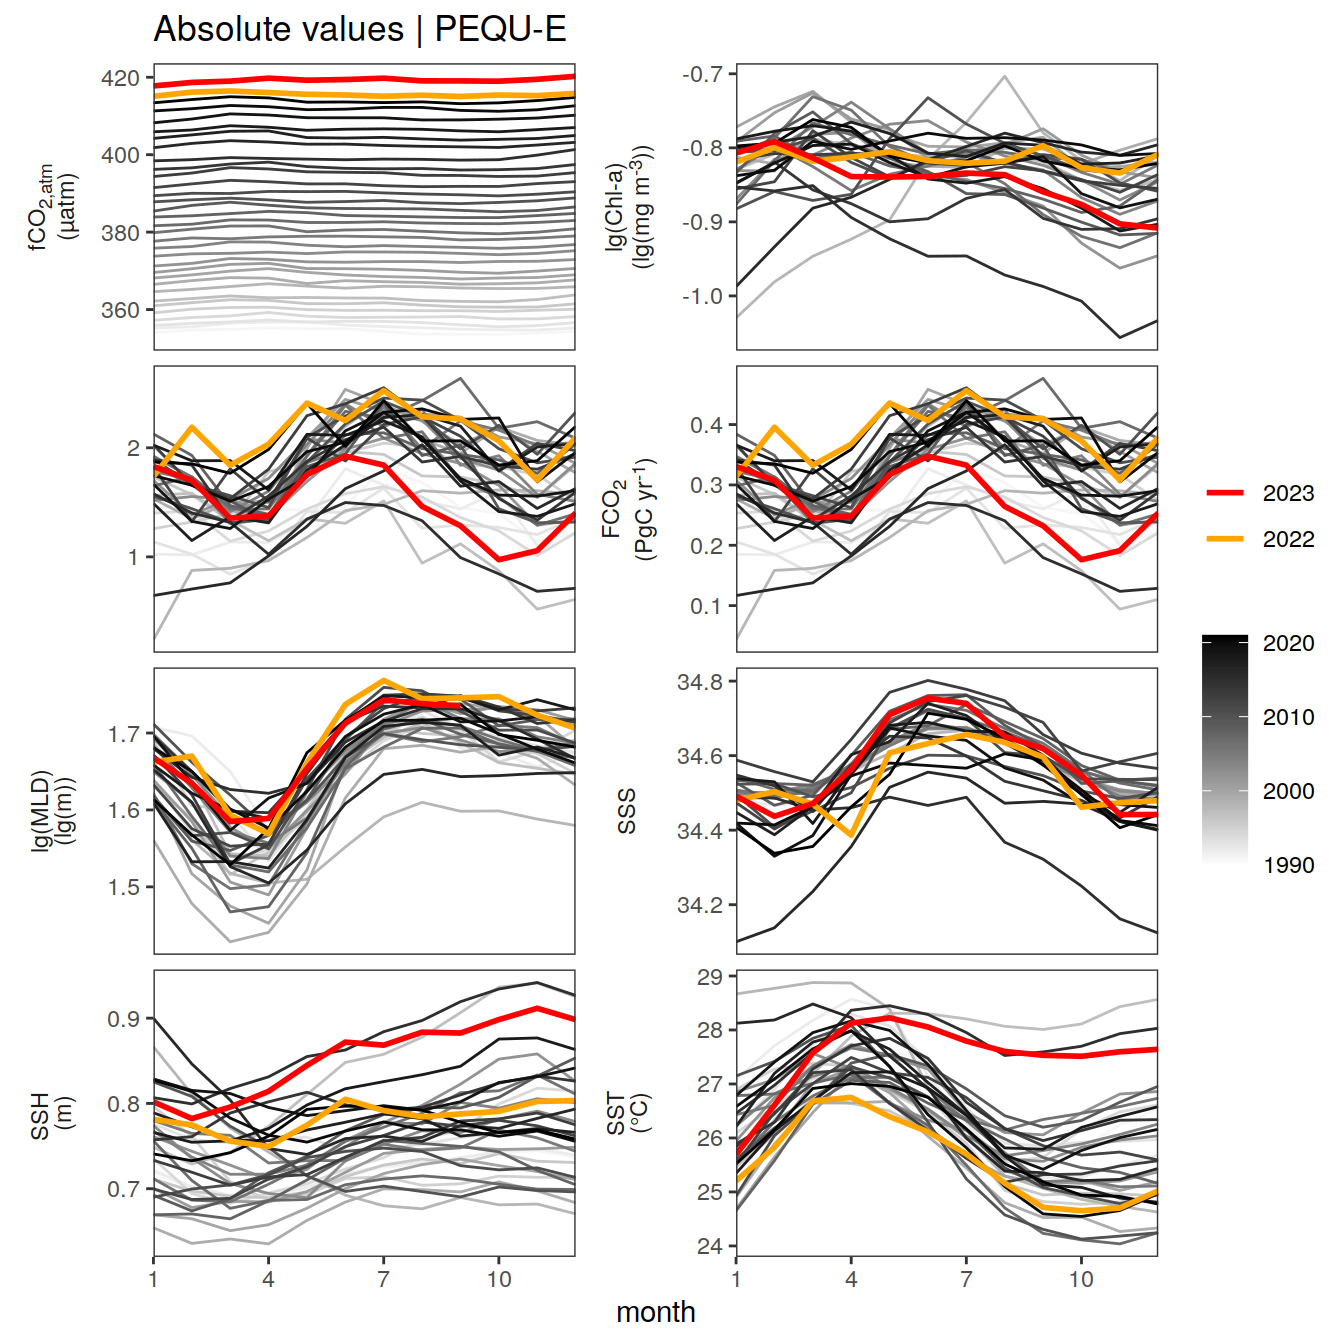 Absolute values | PEQU-E
fCO2,atm
(µatm)
420
400
380
360
lg(Chl-a)
(lg(mg m-3))
-0.7
-0.8
-0.9
-1.0
2
1
FCO2
(PgC yr-1)
0.4
0.3
0.2
0.1
lg(MLD)
(lg(m))
1.7
1.6
1.5
SSS
34.8
34.6
34.4
34.2
SSH
(m)
0.9
0.8
0.7
1
4
7
10
SST
(°C)
29
28
27
26
25
24
1
4
7
10
month
2023
2022
2020
2010
2000
1990